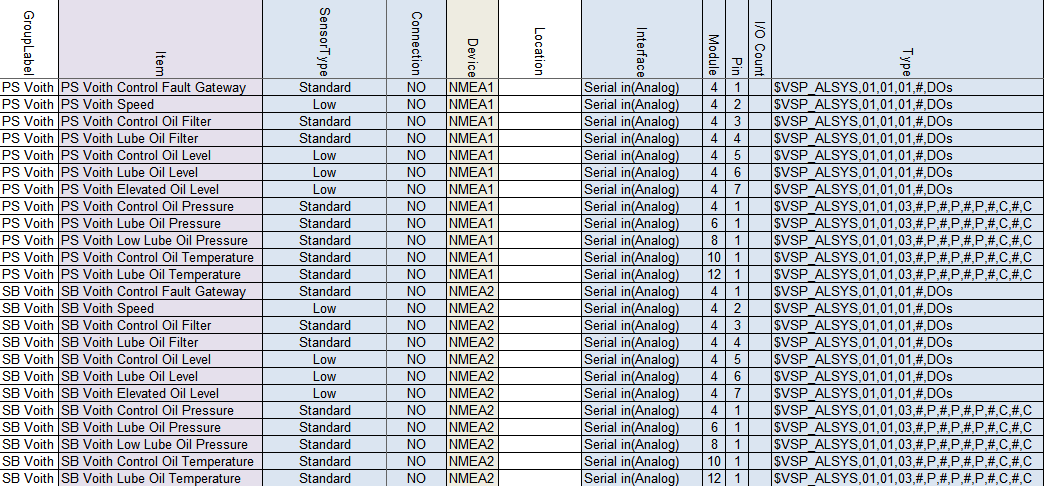 GroupLabel Item SensorType Connection Device Location Interface Module Pin I/O Count Type
PS Voith PS Voith Control Fault Gateway Standard NO NMEA1 Serial in(Analog) 4 1 $VSP_ALSYS,01,01,01,#,DOs
PS Voith PS Voith Speed Low NO NMEA1 Serial in(Analog) 4 2 $VSP_ALSYS,01,01,01,#,DOs
PS Voith PS Voith Control Oil Filter Standard NO NMEA1 Serial in(Analog) 4 3 $VSP_ALSYS,01,01,01,#,DOs
PS Voith PS Voith Lube Oil Filter Standard NO NMEA1 Serial in(Analog) 4 4 $VSP_ALSYS,01,01,01,#,DOs
PS Voith PS Voith Control Oil Level Low NO NMEA1 Serial in(Analog) 4 5 $VSP_ALSYS,01,01,01,#,DOs
PS Voith PS Voith Lube Oil Level Low NO NMEA1 Serial in(Analog) 4 6 $VSP_ALSYS,01,01,01,#,DOs
PS Voith PS Voith Elevated Oil Level Low NO NMEA1 Serial in(Analog) 4 7 $VSP_ALSYS,01,01,01,#,DOs
PS Voith PS Voith Control Oil Pressure Standard NO NMEA1 Serial in(Analog) 4 1 $VSP_ALSYS,01,01,03,#,P,#,P,#,P,#,C,#,C
PS Voith PS Voith Lube Oil Pressure Standard NO NMEA1 Serial in(Analog) 6 1 $VSP_ALSYS,01,01,03,#,P,#,P,#,P,#,C,#,C
PS Voith PS Voith Low Lube Oil Pressure Standard NO NMEA1 Serial in(Analog) 8 1 $VSP_ALSYS,01,01,03,#,P,#,P,#,P,#,C,#,C
PS Voith PS Voith Control Oil Temperature Standard NO NMEA1 Serial in(Analog) 10 1 $VSP_ALSYS,01,01,03,#,P,#,P,#,P,#,C,#,C
PS Voith PS Voith Lube Oil Temperature Standard NO NMEA1 Serial in(Analog) 12 1 $VSP_ALSYS,01,01,03,#,P,#,P,#,P,#,C,#,C
SB Voith SB Voith Control Fault Gateway Standard NO NMEA2 Serial in(Analog) 4 1 $VSP_ALSYS,01,01,01,#,DOs
SB Voith SB Voith Speed Low NO NMEA2 Serial in(Analog) 4 2 $VSP_ALSYS,01,01,01,#,DOs
SB Voith SB Voith Control Oil Filter Standard NO NMEA2 Serial in(Analog) 4 3 $VSP_ALSYS,01,01,01,#,DOs
SB Voith SB Voith Lube Oil Filter Standard NO NMEA2 Serial in(Analog) 4 4 $VSP_ALSYS,01,01,01,#,DOs
SB Voith SB Voith Control Oil Level Low NO NMEA2 Serial in(Analog) 4 5 $VSP_ALSYS,01,01,01,#,DOs
SB Voith SB Voith Lube Oil Level Low NO NMEA2 Serial in(Analog) 4 6 $VSP_ALSYS,01,01,01,#,DOs
SB Voith SB Voith Elevated Oil Level Low NO NMEA2 Serial in(Analog) 4 7 $VSP_ALSYS,01,01,01,#,DOs
SB Voith SB Voith Control Oil Pressure Standard NO NMEA2 Serial in(Analog) 4 1 $VSP_ALSYS,01,01,03,#,P,#,P,#,P,#,C,#,C
SB Voith SB Voith Lube Oil Pressure Standard NO NMEA2 Serial in(Analog) 6 1 $VSP_ALSYS,01,01,03,#,P,#,P,#,P,#,C,#,C
SB Voith SB Voith Low Lube Oil Pressure Standard NO NMEA2 Serial in(Analog) 8 1 $VSP_ALSYS,01,01,03,#,P,#,P,#,P,#,C,#,C
SB Voith SB Voith Control Oil Temperature Standard NO NMEA2 Serial in(Analog) 10 1 $VSP_ALSYS,01,01,03,#,P,#,P,#,P,#,C,#,C
SB Voith SB Voith Lube Oil Temperature Standard NO NMEA2 Serial in(Analog) 12 1 $VSP_ALSYS,01,01,03,#,P,#,P,#,P,#,C,#,C